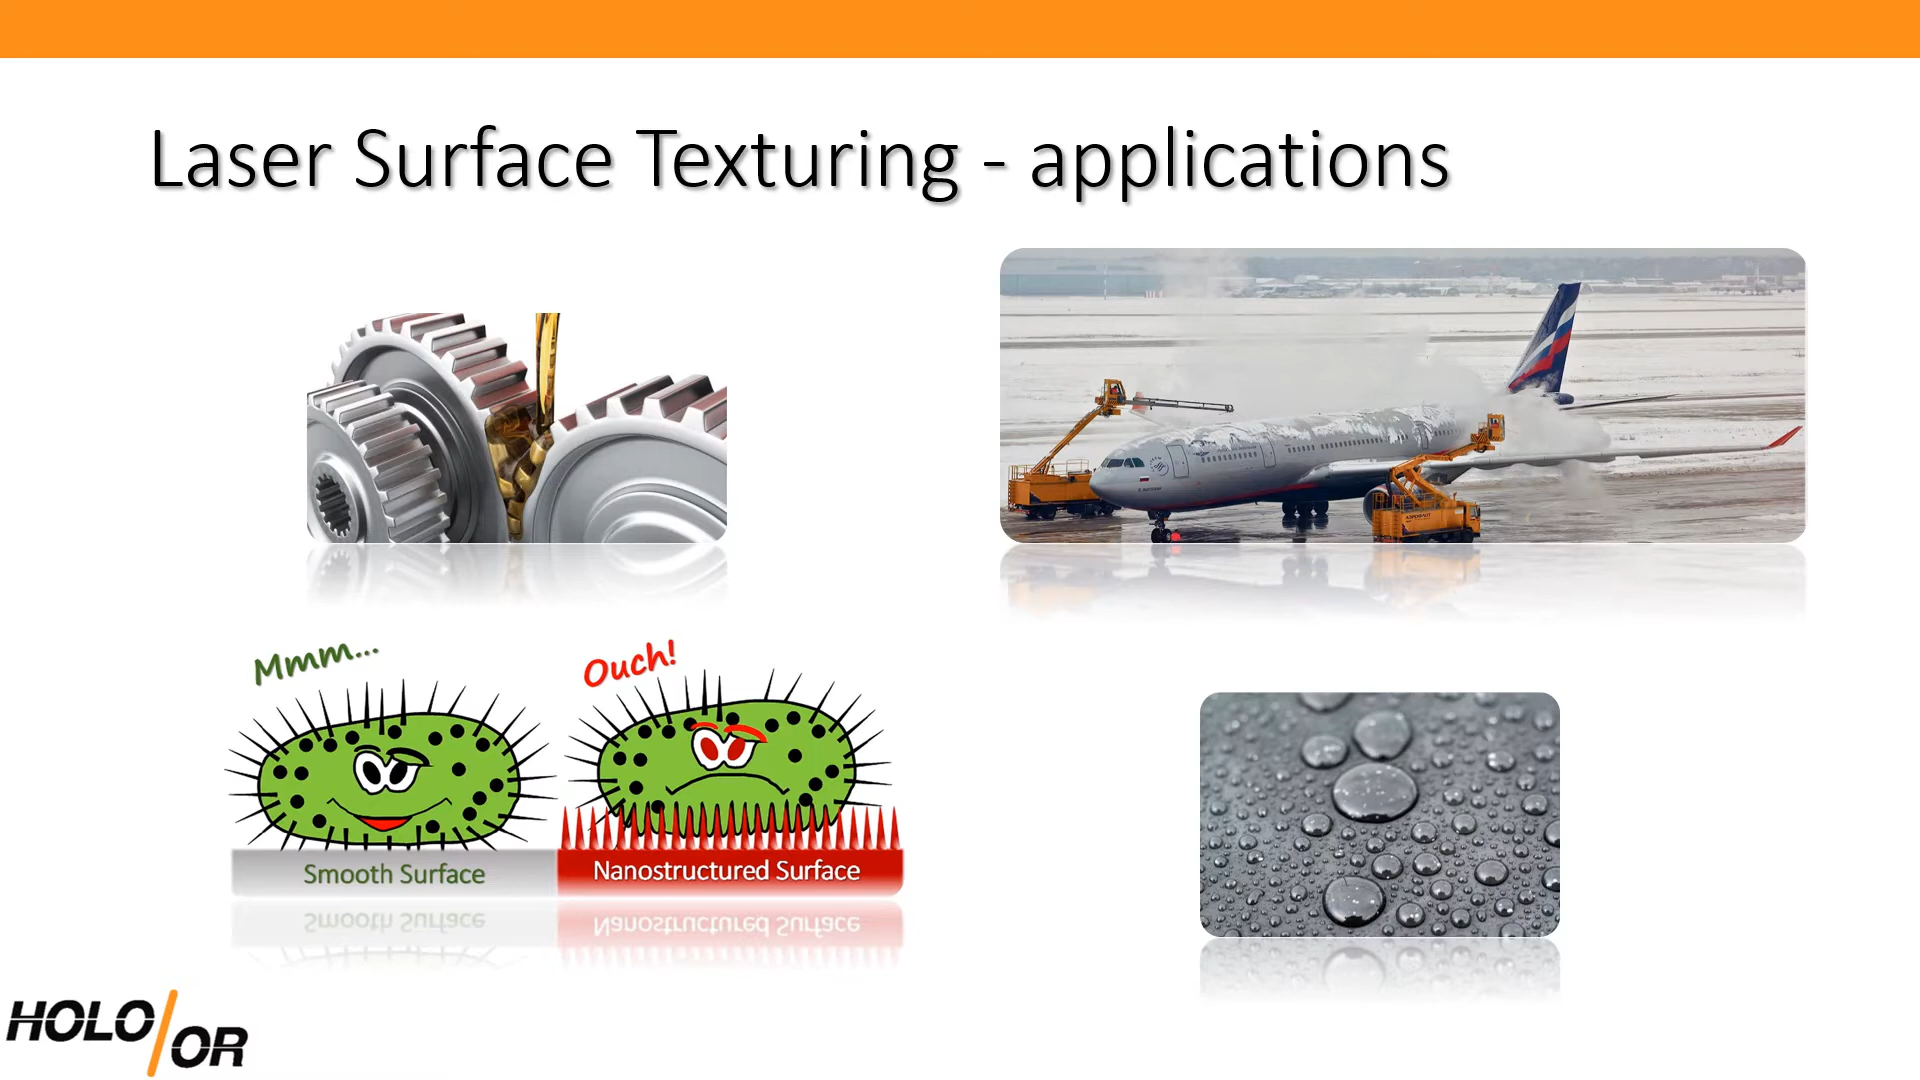 Laser Surface Texturing - applications
Mmm...
Ouch!
Smooth Surface
Nanostructured Surface
HOLO/OR